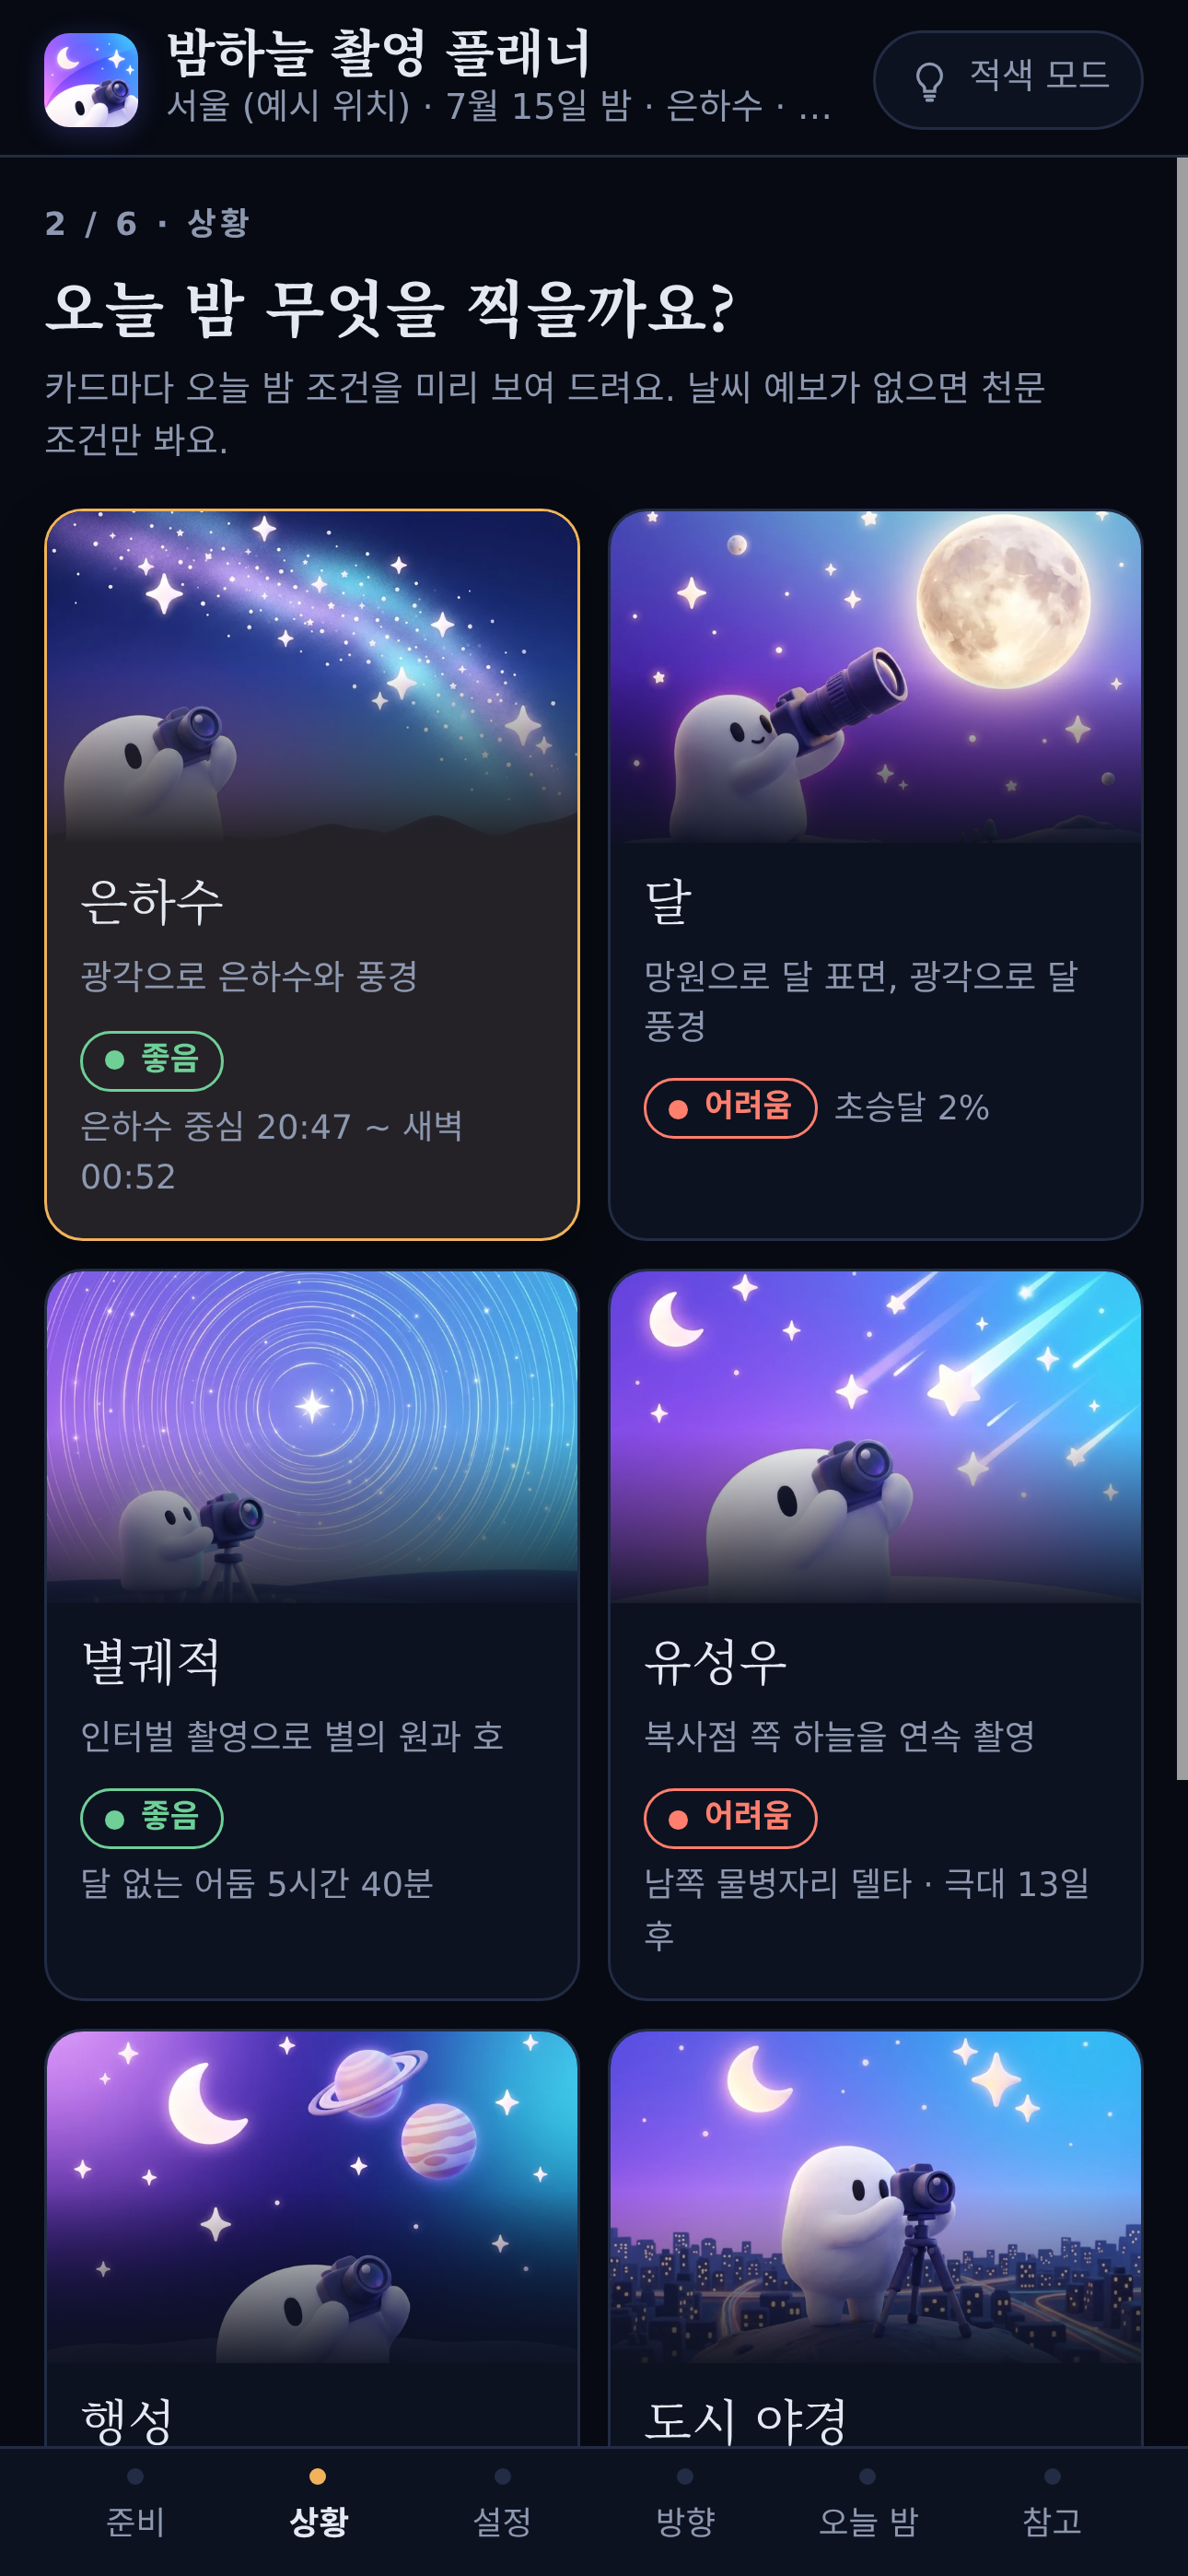 밤하늘 촬영 플래너
서울 (예시 위치) · 7월 15일 밤 · 은하수 · …
적색 모드
2 / 6 · 상황
오늘 밤 무엇을 찍을까요?
카드마다 오늘 밤 조건을 미리 보여 드려요. 날씨 예보가 없으면 천문
조건만 봐요.
은하수
광각으로 은하수와 풍경
좋음
은하수 중심 20:47 ~ 새벽
00:52
달
망원으로 달 표면, 광각으로 달
풍경
어려움 초승달 2%
별궤적
인터벌 촬영으로 별의 원과 호
좋음
달 없는 어둠 5시간 40분
유성우
복사점 쪽 하늘을 연속 촬영
어려움
남쪽 물병자리 델타 · 극대 13일
후
행성
도시 야경
준비
상황
설정
방향
오늘 밤
참고